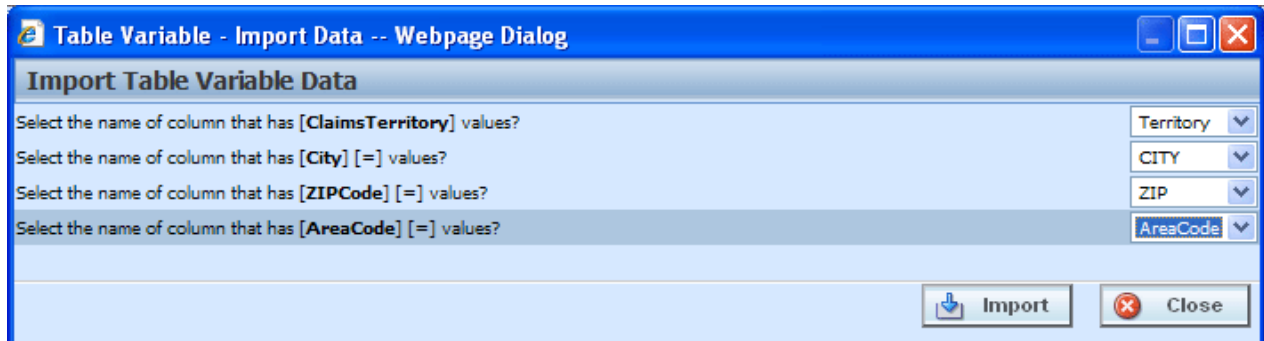 Table Variable - Import Data -- Webpage Dialog
Import Table Variable Data
Select the name of column that has [ClaimsTerritory] values? Territory
Select the name of column that has [City] [=] values? CITY
Select the name of column that has [ZIPCode] [=] values? ZIP
Select the name of column that has [AreaCode] [=] values? AreaCode
Import Close